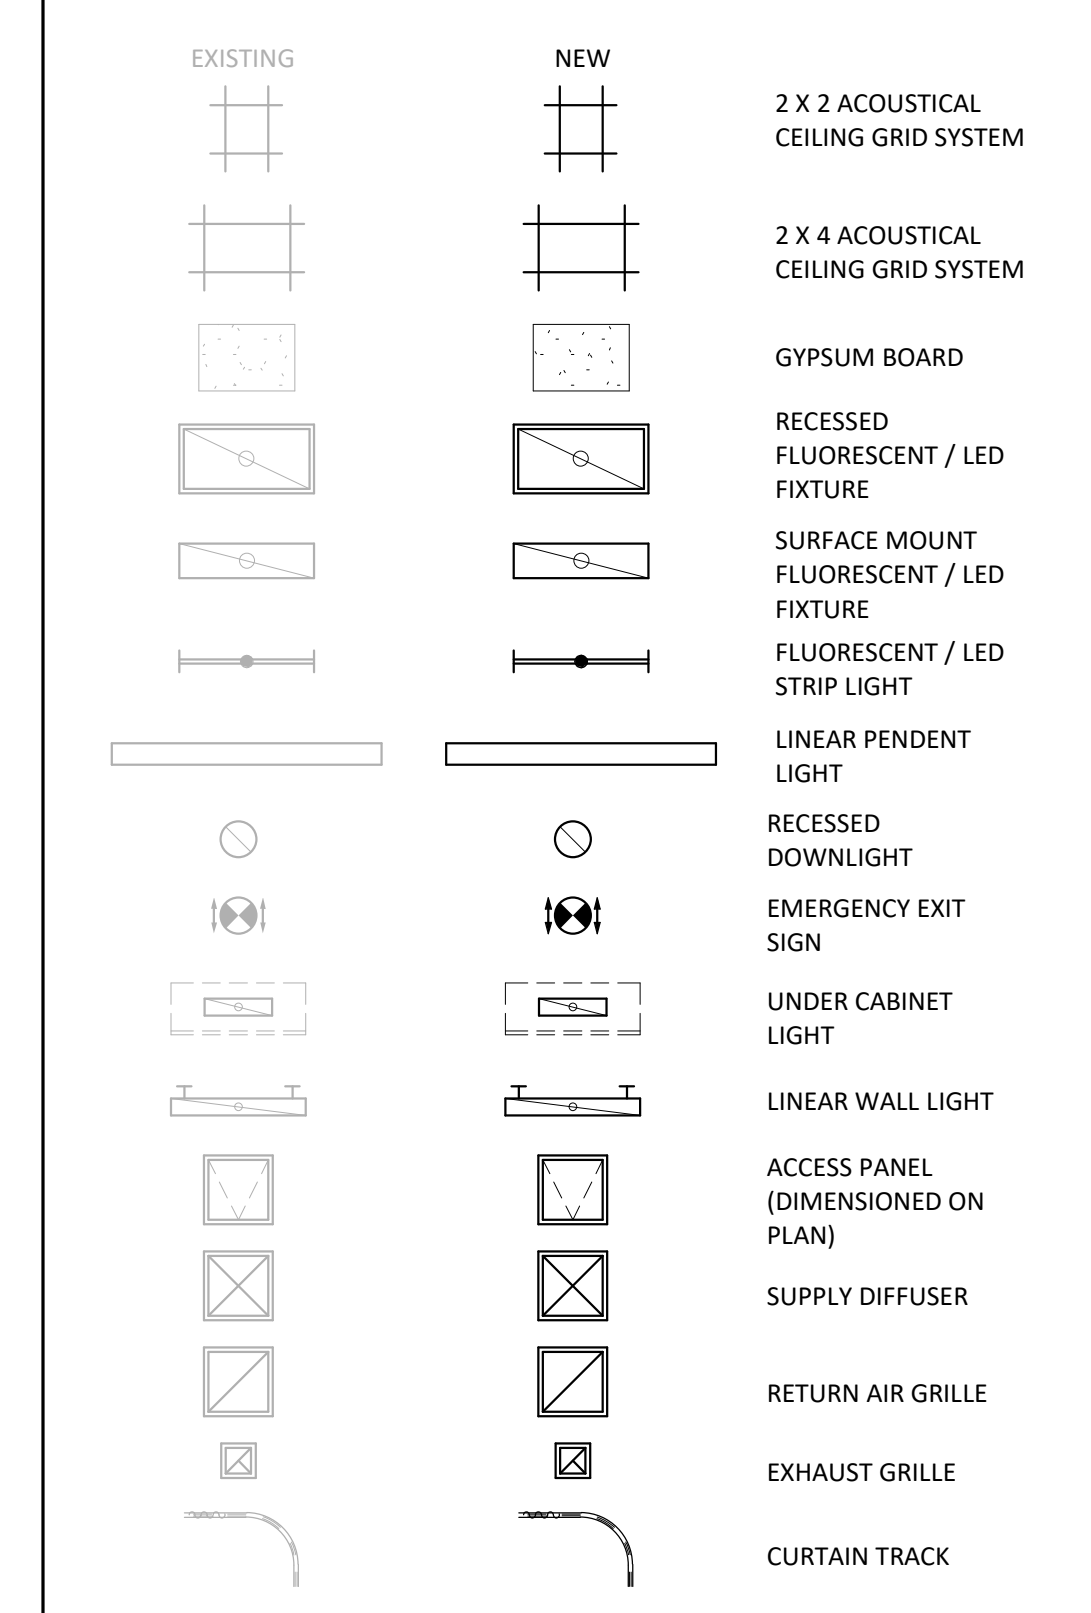 EXISTING
NEW
2 X 2 ACOUSTICAL
CEILING GRID SYSTEM
2 X 4 ACOUSTICAL
CEILING GRID SYSTEM
GYPSUM BOARD
RECESSED
FLUORESCENT / LED
FIXTURE
SURFACE MOUNT
FLUORESCENT / LED
FIXTURE
FLUORESCENT / LED
STRIP LIGHT
LINEAR PENDENT
LIGHT
RECESSED
DOWNLIGHT
EMERGENCY EXIT
SIGN
UNDER CABINET
LIGHT
LINEAR WALL LIGHT
ACCESS PANEL
(DIMENSIONED ON
PLAN)
SUPPLY DIFFUSER
RETURN AIR GRILLE
EXHAUST GRILLE
CURTAIN TRACK